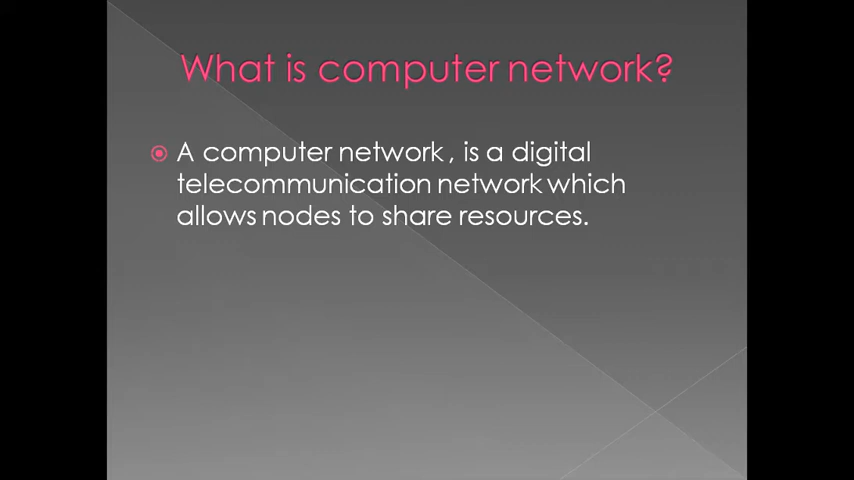 What is computer network?
A computer network , is a digital
telecommunication network which
allows nodes to share resources.